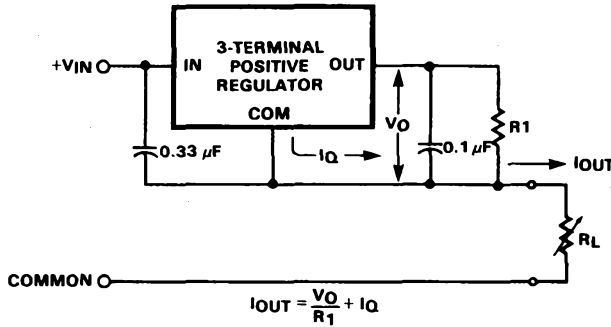 3-TERMINAL
POSITIVE
REGULATOR
+VIN
IN
OUT
COM
VO
IQ
0.33 µF
0.1 µF
R1
IOUT
RL
COMMON
IOUT = VO/R1 + IQ